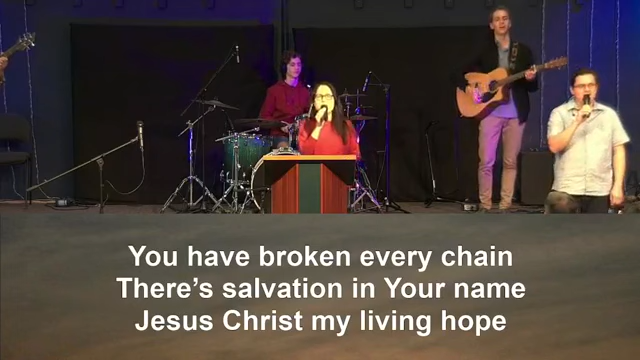 You have broken every chain
There's salvation in Your name
Jesus Christ my living hope